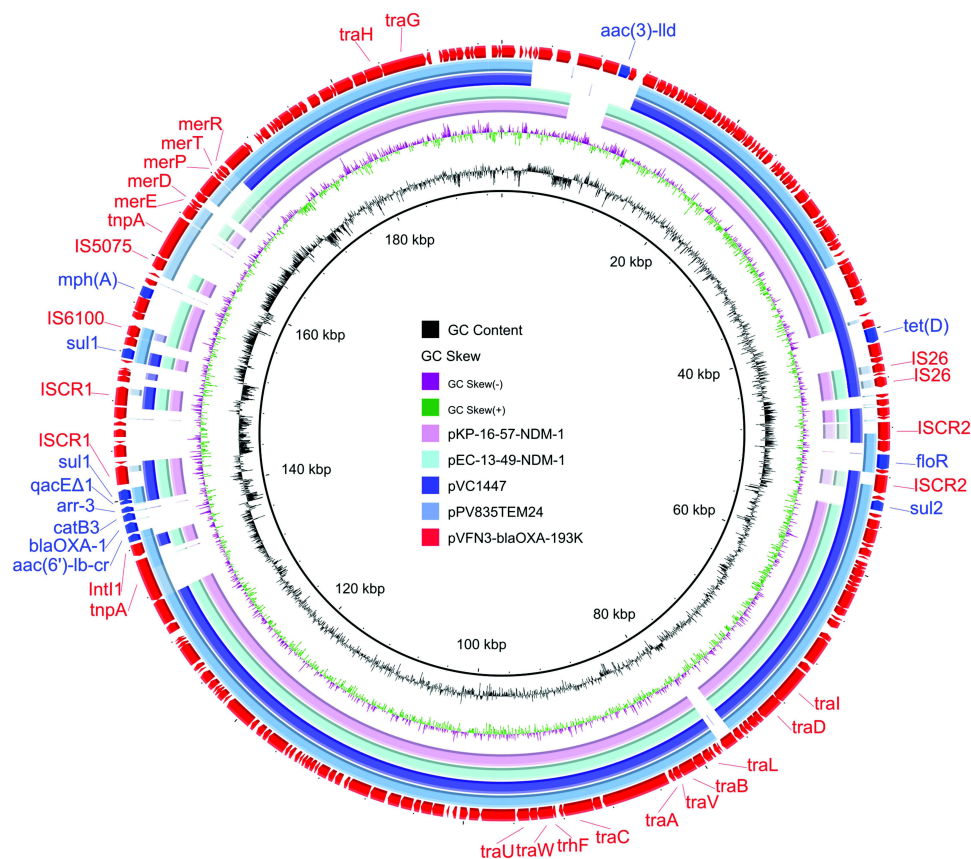 traG
traH
aac(3)-lld
merR
merT
merP
merD
merE
tnpA
IS5075
mph(A)
IS6100
sul1
ISCR1
ISCR1
sul1
qacEΔ1
arr-3
catB3
blaOXA-1
aac(6')-lb-cr
IntI1
tnpA
180 kbp
20 kbp
160 kbp
40 kbp
140 kbp
60 kbp
120 kbp
80 kbp
100 kbp
GC Content
GC Skew
GC Skew(-)
GC Skew(+)
pKP-16-57-NDM-1
pEC-13-49-NDM-1
pVC1447
pPV835TEM24
pVFN3-blaOXA-193K
tet(D)
IS26
IS26
ISCR2
floR
ISCR2
sul2
traI
traD
traL
traB
traV
traA
traC
trhF
traW
traU